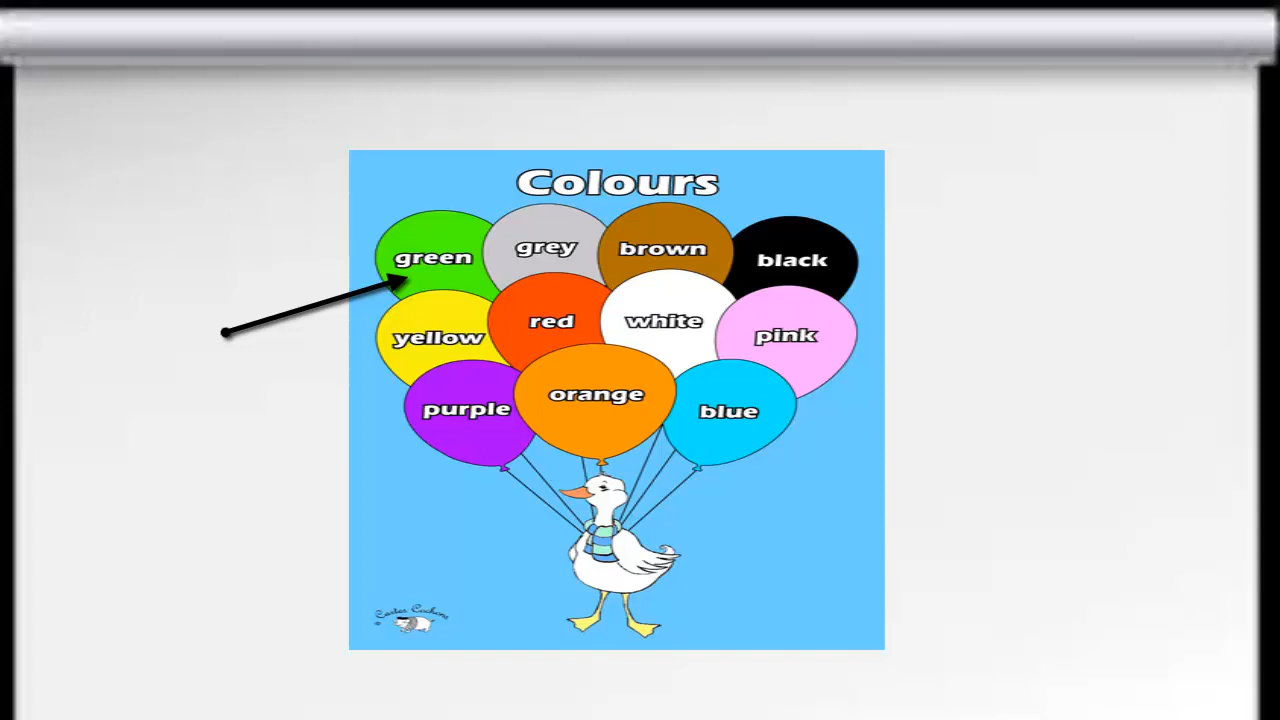 Colours
green
grey
brown
black
yellow
red
white
pink
purple
orange
blue